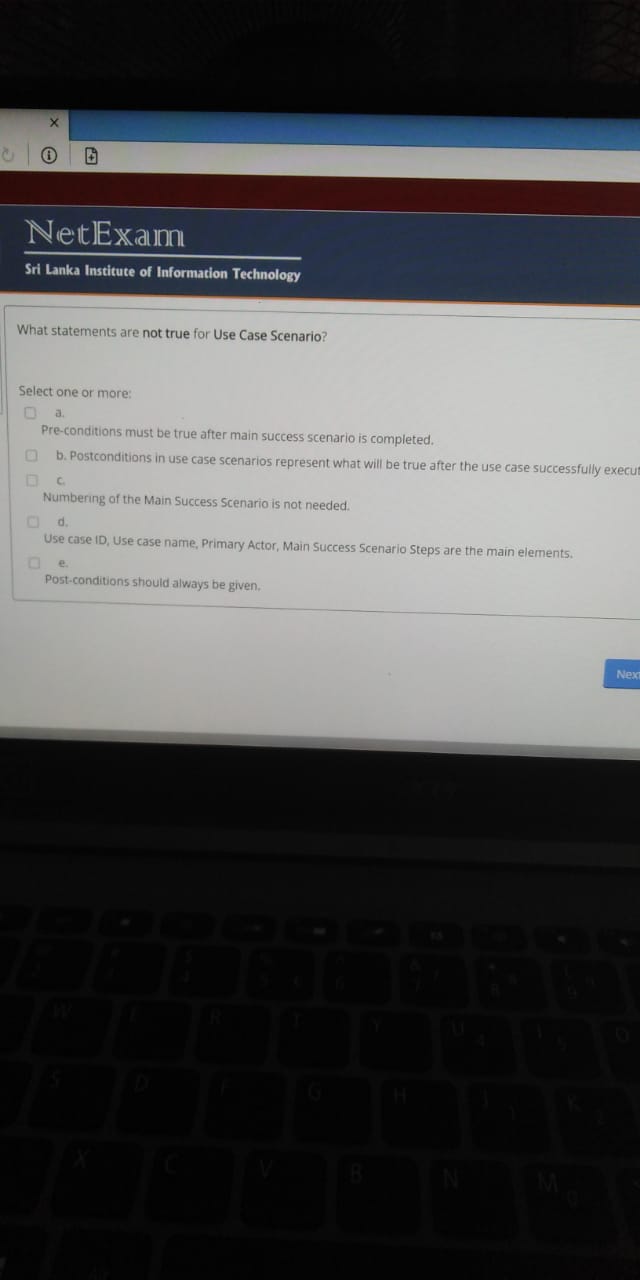 NetExam
Sri Lanka Institute of Information Technology
What statements are not true for Use Case Scenario?
Select one or more:
a.
Pre-conditions must be true after main success scenario is completed.
b. Postconditions in use case scenarios represent what will be true after the use case successfully execut
c.
Numbering of the Main Success Scenario is not needed.
d.
Use case ID, Use case name, Primary Actor, Main Success Scenario Steps are the main elements.
e.
Post-conditions should always be given.
Next
W E R T Y U I O
S D F G H J K
X C V B N M